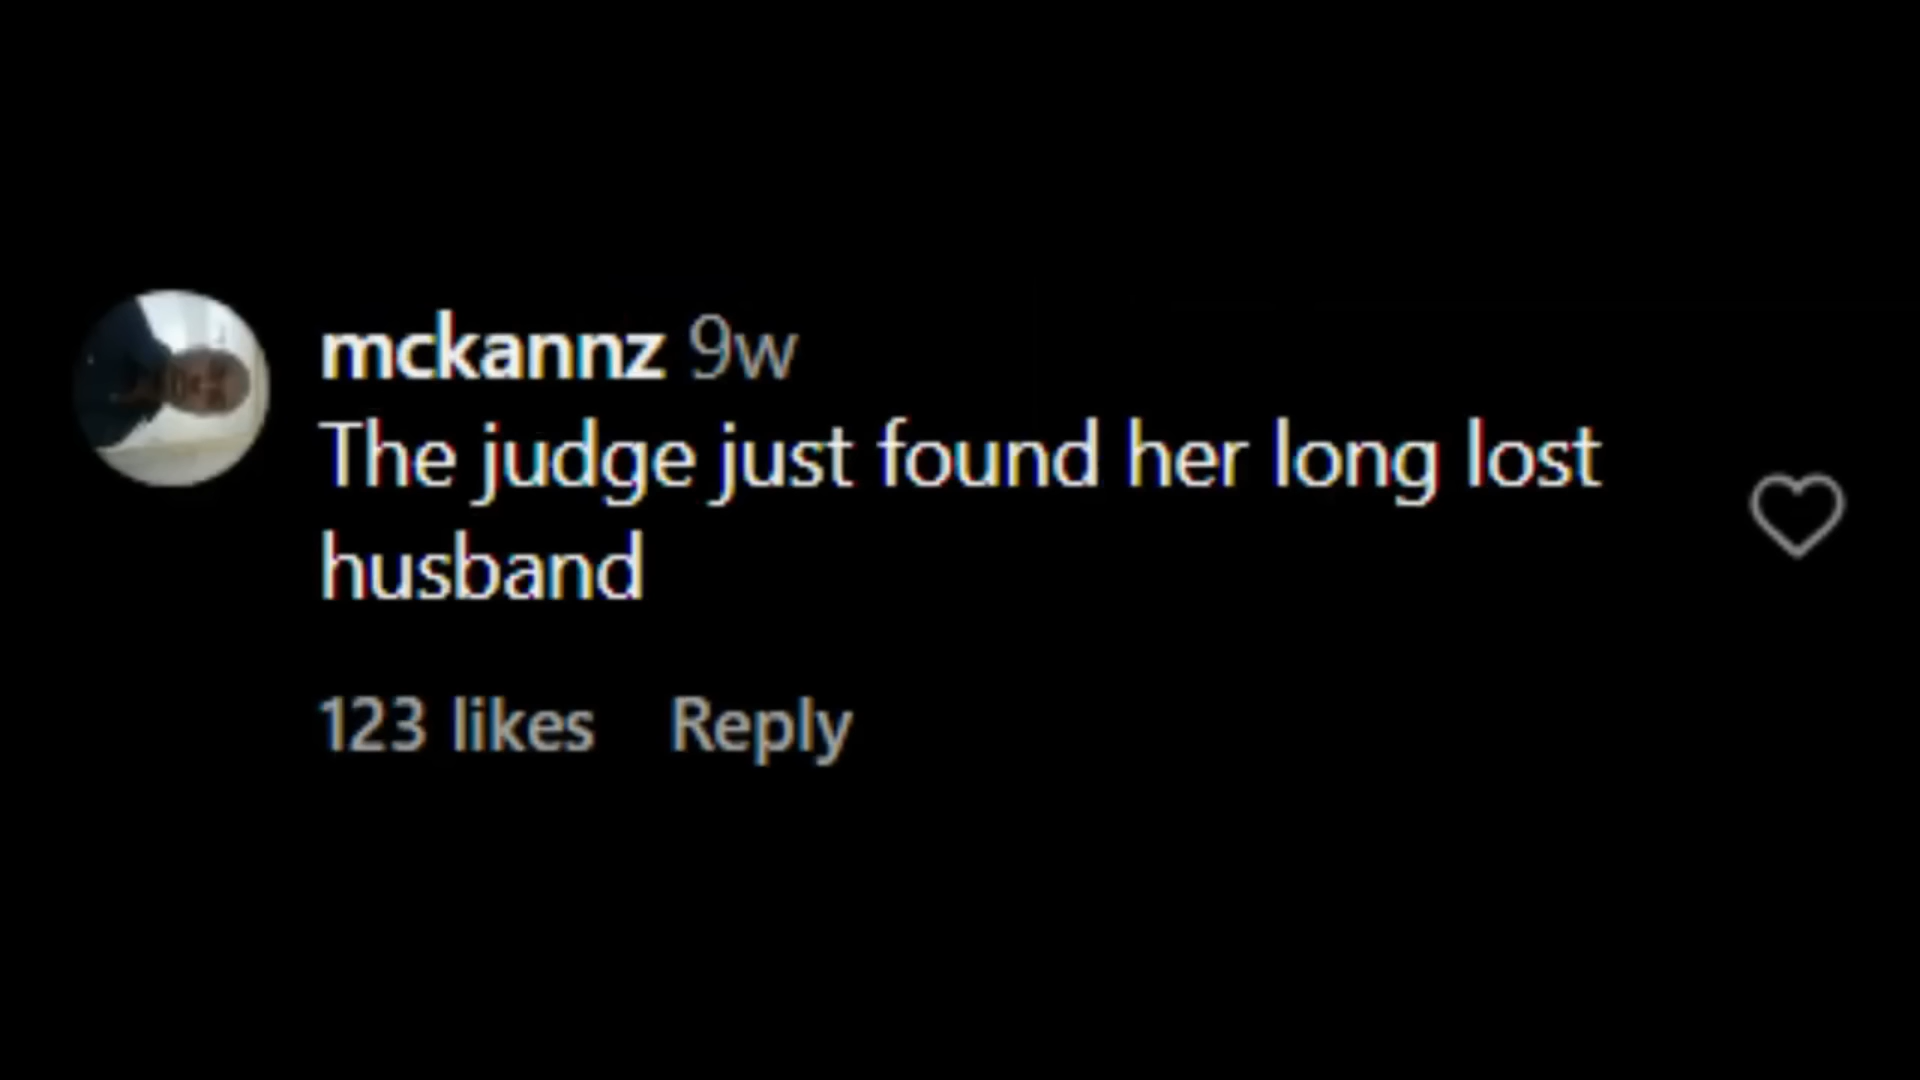 mckannz 9w
The judge just found her long lost
husband
123 likes Reply